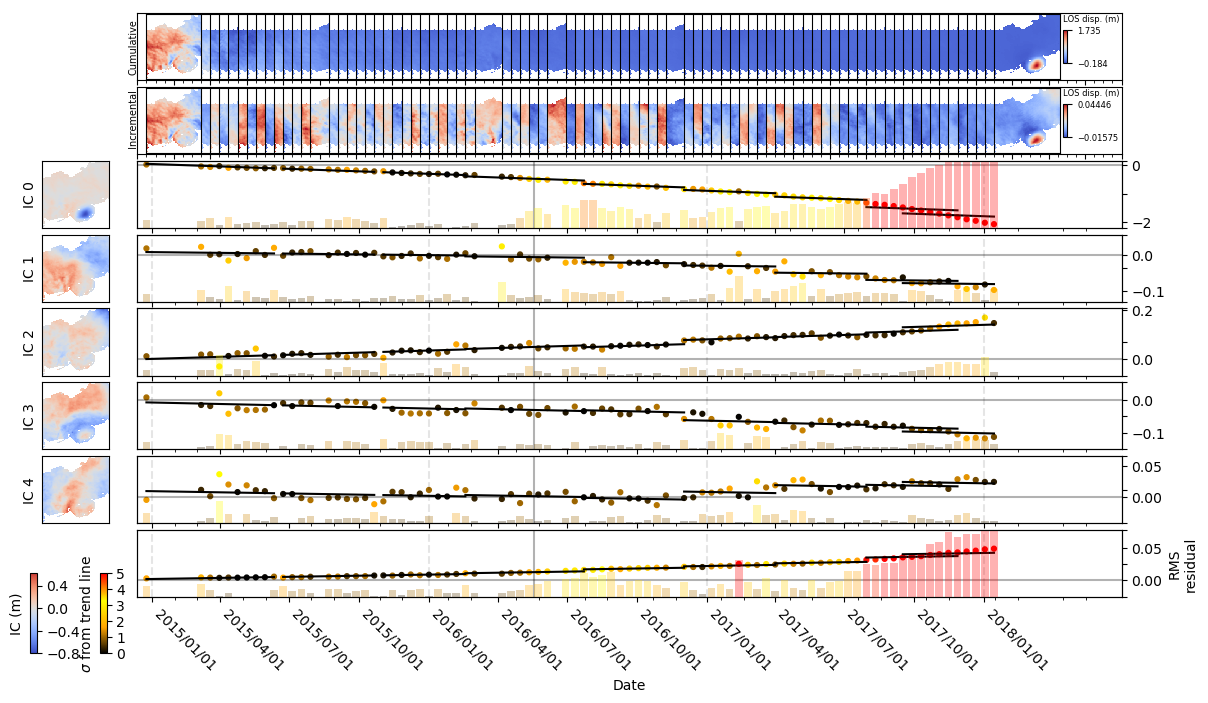 Cumulative
LOS disp. (m)
1.735
−0.184
Incremental
LOS disp. (m)
0.04446
−0.01575
IC 0
0
−2
IC 1
0.0
−0.1
IC 2
0.2
0.0
IC 3
0.0
−0.1
IC 4
0.05
0.00
0.05
0.00
RMS
residual
IC (m)
0.4
0.0
−0.4
−0.8
σ from trend line
5
4
3
2
1
0
2015/01/01
2015/04/01
2015/07/01
2015/10/01
2016/01/01
2016/04/01
2016/07/01
2016/10/01
2017/01/01
2017/04/01
2017/07/01
2017/10/01
2018/01/01
Date